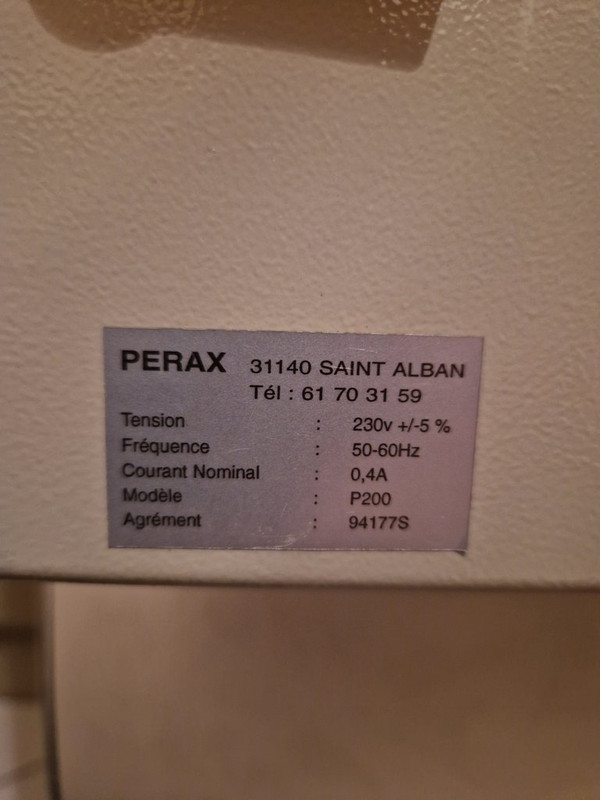 PERAX 31140 SAINT ALBAN
Tél : 61 70 31 59
Tension : 230v +/-5 %
Fréquence : 50-60Hz
Courant Nominal : 0,4A
Modèle : P200
Agrément : 94177S